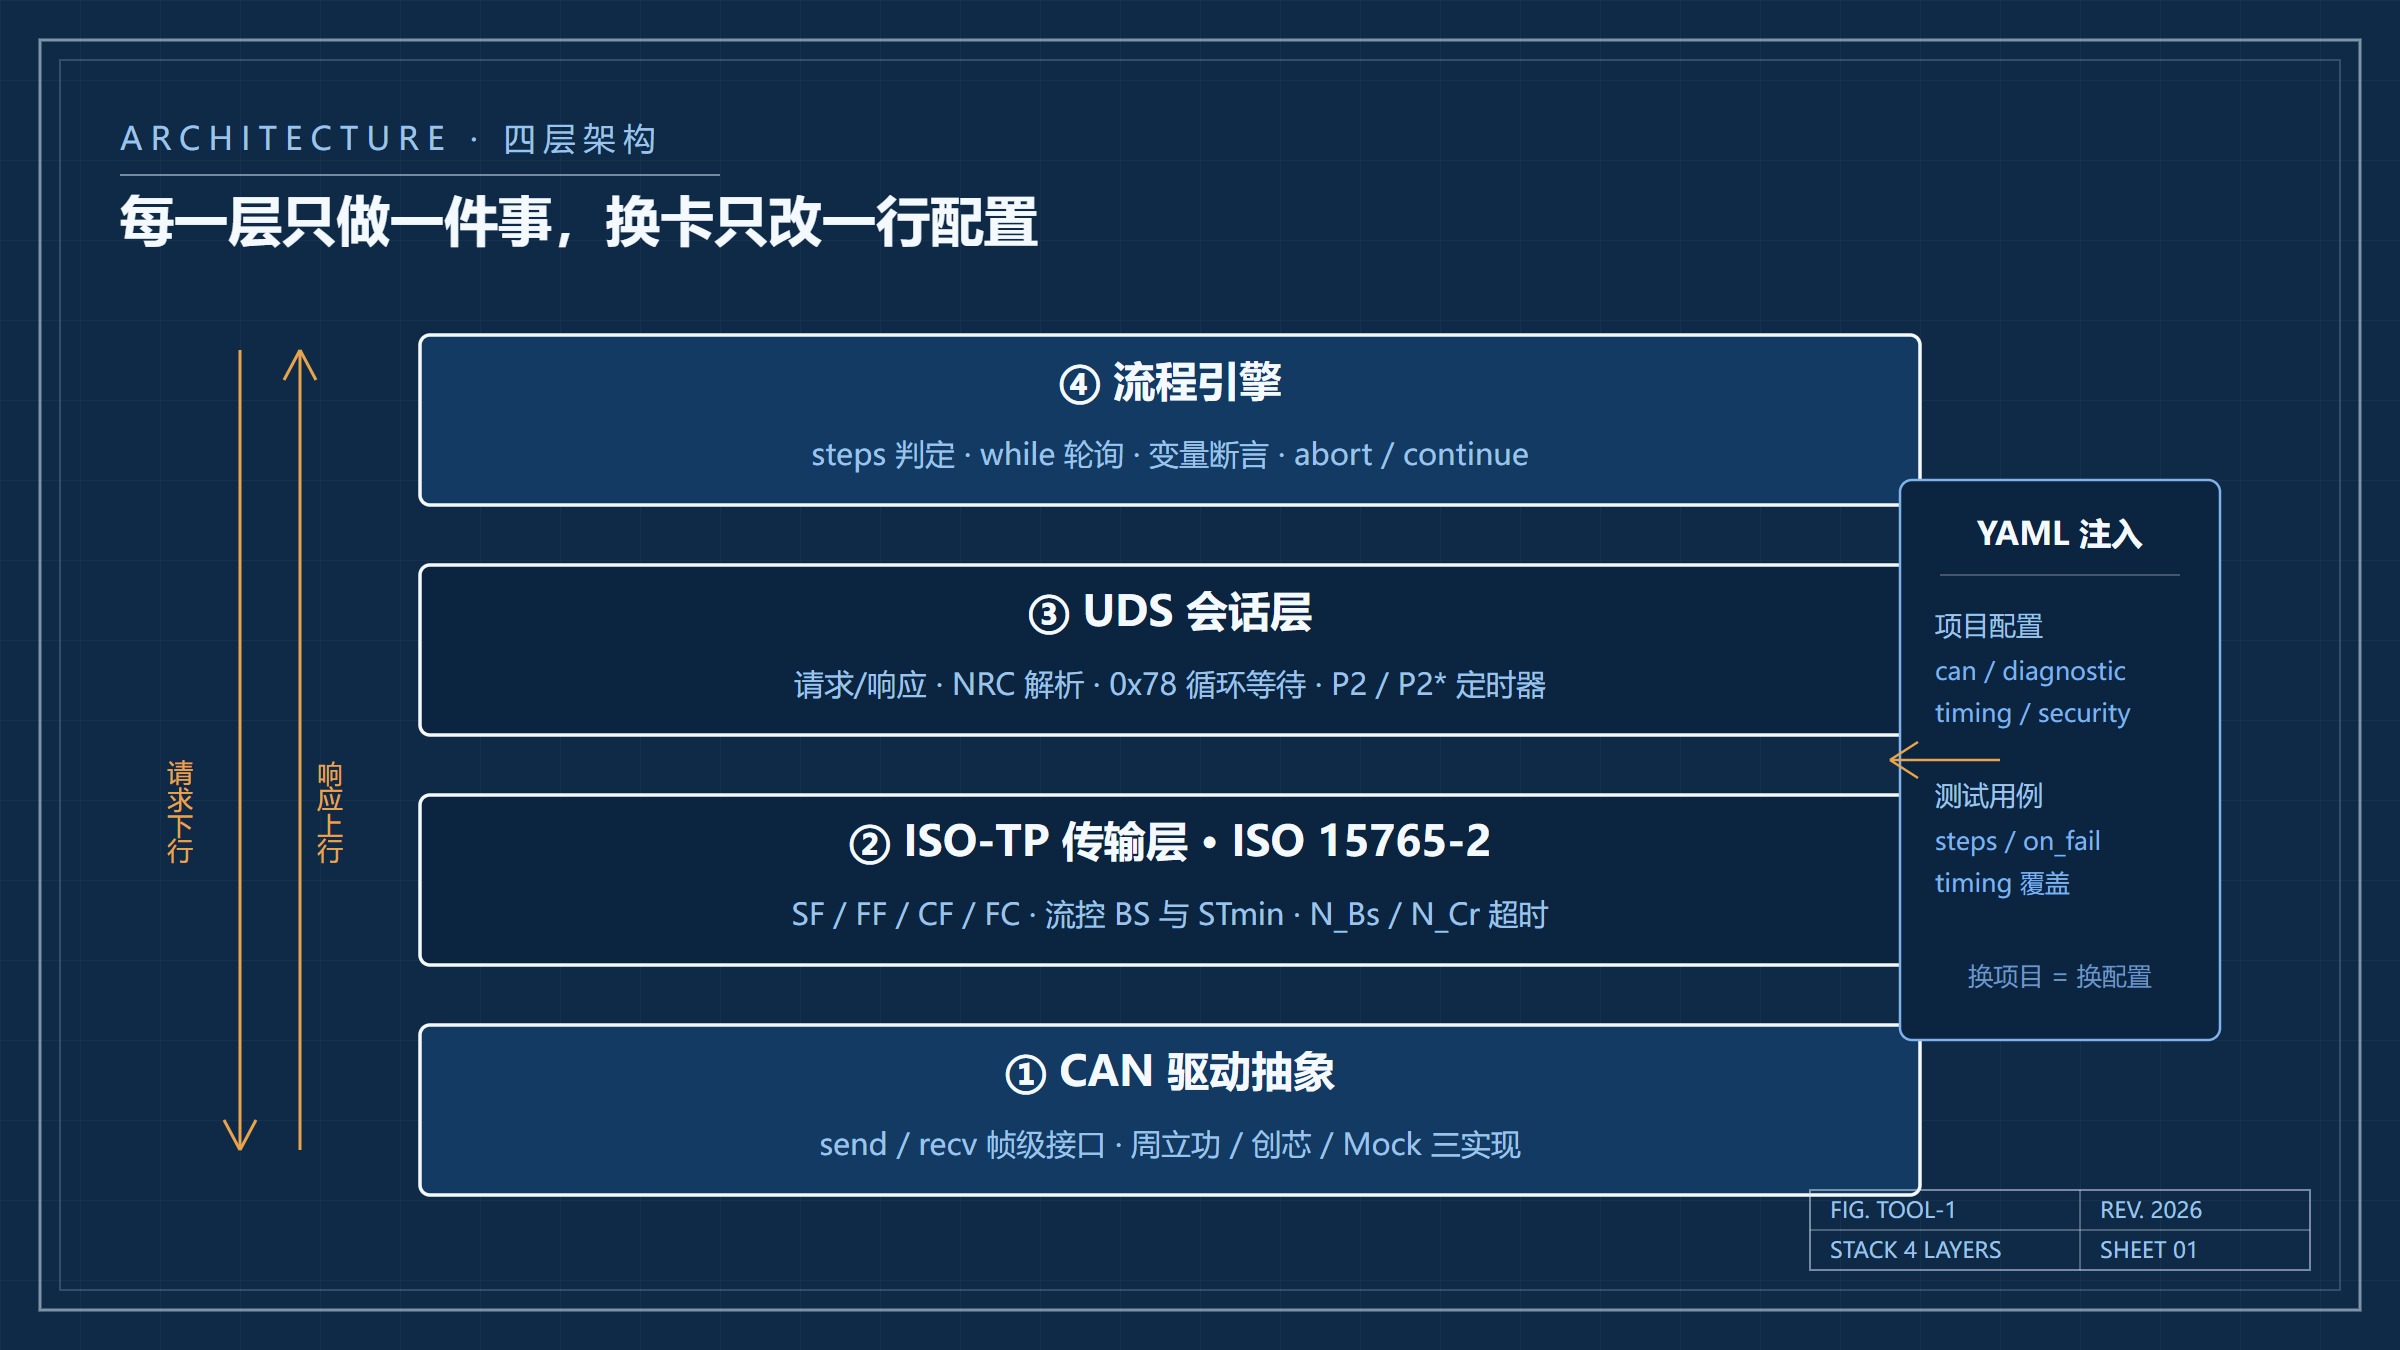 ARCHITECTURE · 四层架构
每一层只做一件事，换卡只改一行配置
请求下行
响应上行
④ 流程引擎
steps 判定 · while 轮询 · 变量断言 · abort / continue
③ UDS 会话层
请求/响应 · NRC 解析 · 0x78 循环等待 · P2 / P2* 定时器
② ISO-TP 传输层 • ISO 15765-2
SF / FF / CF / FC · 流控 BS 与 STmin · N_Bs / N_Cr 超时
① CAN 驱动抽象
send / recv 帧级接口 · 周立功 / 创芯 / Mock 三实现
YAML 注入
项目配置
can / diagnostic
timing / security
测试用例
steps / on_fail
timing 覆盖
换项目 = 换配置
FIG. TOOL-1
REV. 2026
STACK 4 LAYERS
SHEET 01